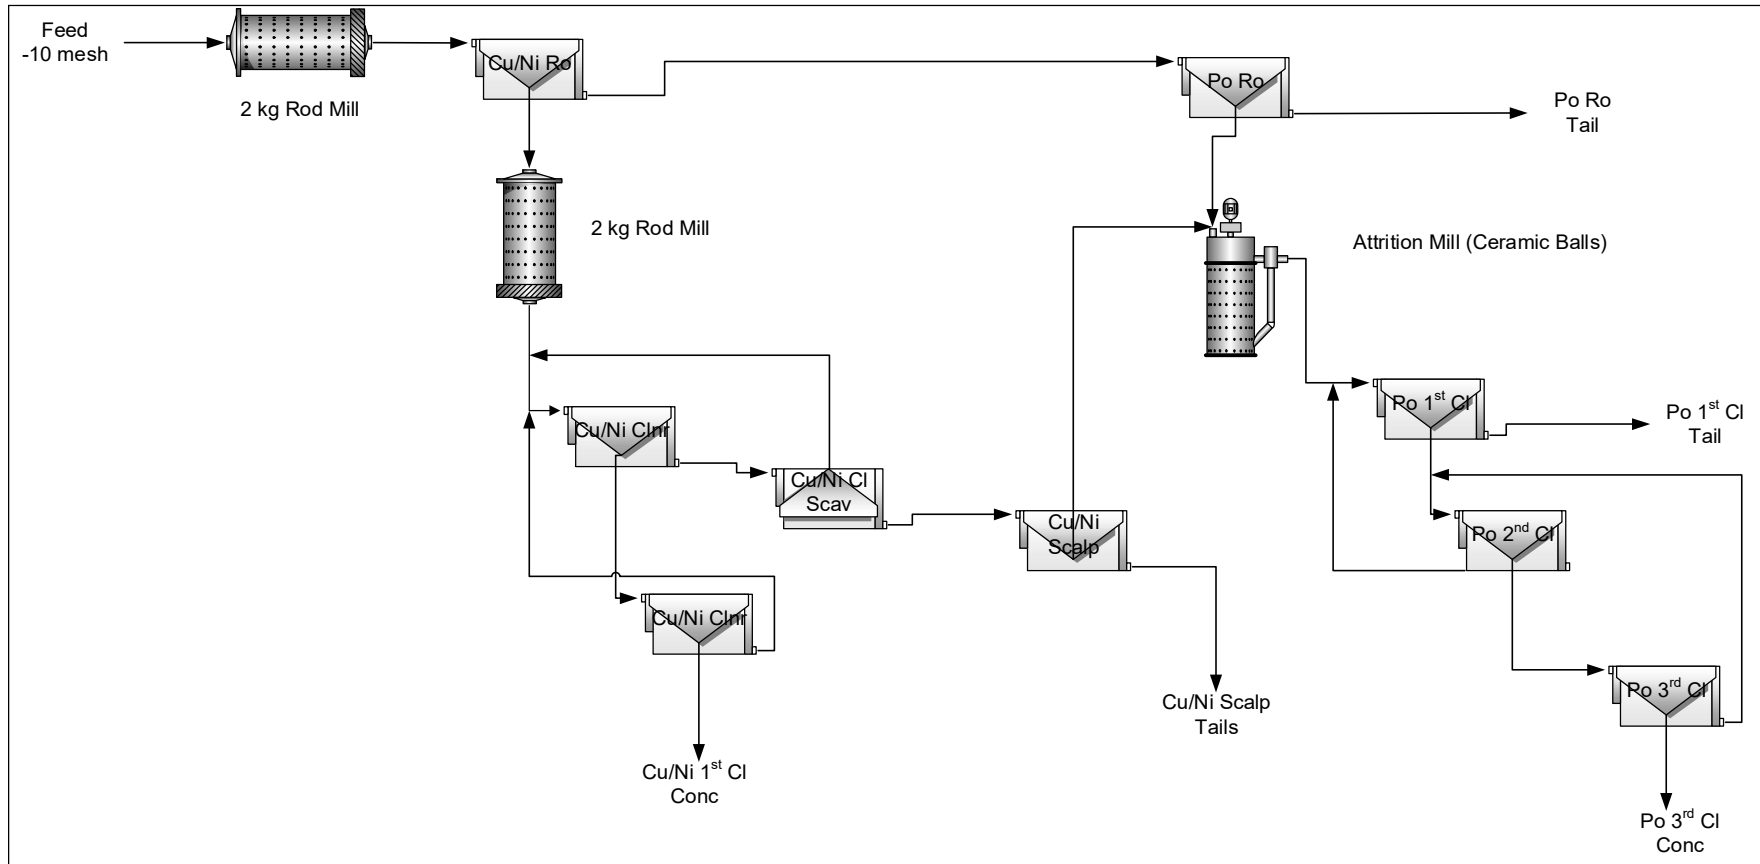 Feed
-10 mesh
2 kg Rod Mill
Cu/Ni Ro
Po Ro
Po Ro
Tail
2 kg Rod Mill
Attrition Mill (Ceramic Balls)
Po 1st Cl
Po 1st Cl
Tail
Cu/Ni Clnr
Cu/Ni Cl
Scav
Cu/Ni
Scalp
Po 2nd Cl
Cu/Ni Clnr
Cu/Ni Scalp
Tails
Po 3rd Cl
Cu/Ni 1st Cl
Conc
Po 3rd Cl
Conc